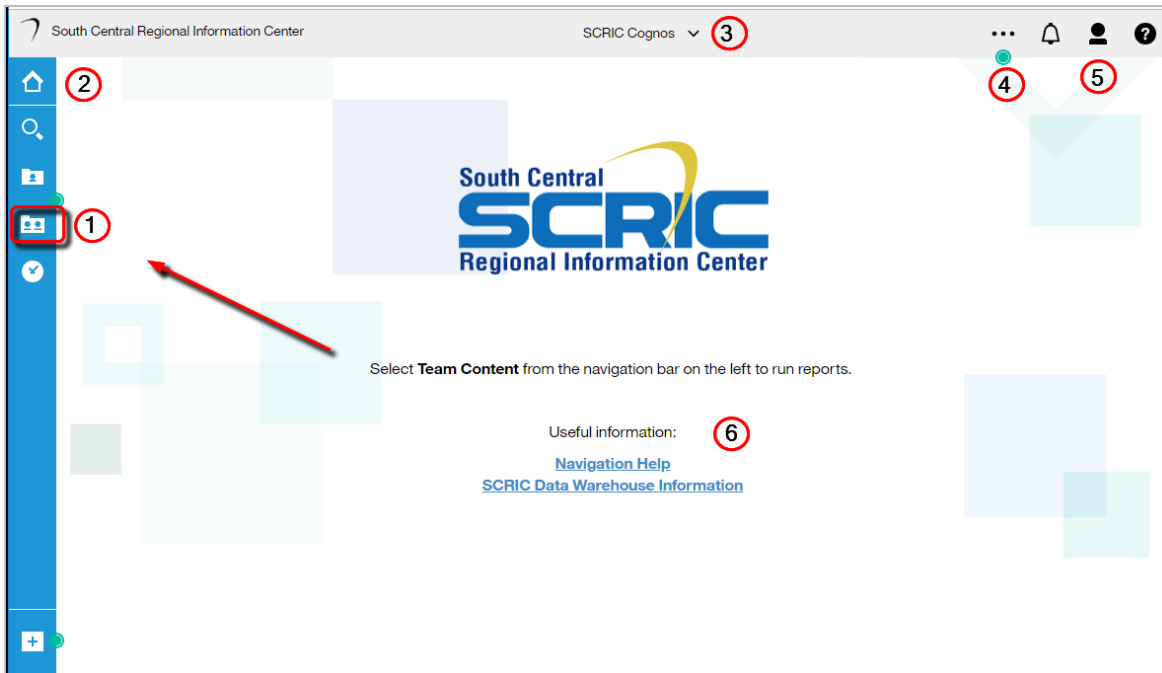 South Central Regional Information Center
SCRIC Cognos
3
4
5
2
1
South Central
SCRIC
Regional Information Center
Select Team Content from the navigation bar on the left to run reports.
Useful information:
6
Navigation Help
SCRIC Data Warehouse Information